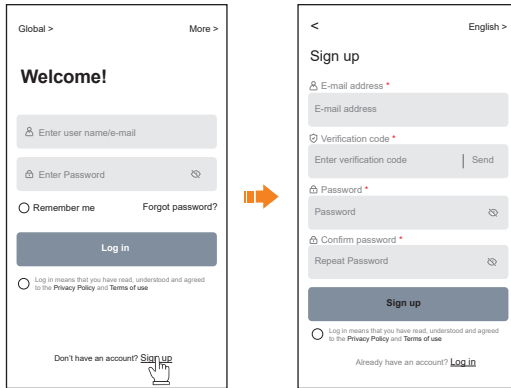 Global >
More >
Welcome!
Enter user name/e-mail
Enter Password
Remember me
Forgot password?
Log in
Log in means that you have read, understood and agreed
to the Privacy Policy and Terms of use
Don't have an account? Sign up
<
English >
Sign up
E-mail address *
E-mail address
Verification code *
Enter verification code
Send
Password *
Password
Confirm password *
Repeat Password
Sign up
Log in means that you have read, understood and agreed
to the Privacy Policy and Terms of use
Already have an account? Log in